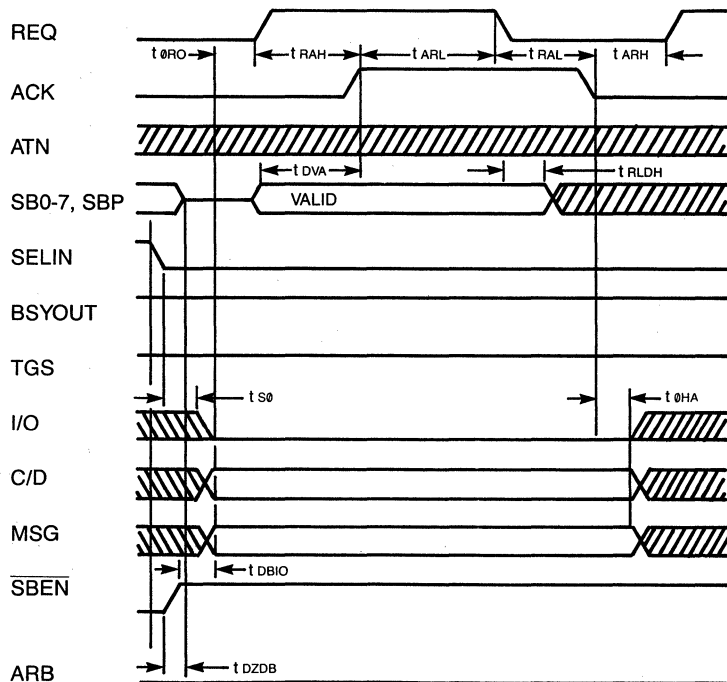 REQ
t ØRO t RAH t ARL t RAL t ARH
ACK
ATN
t DVA t RLDH
SB0-7, SBP VALID
SELIN
BSYOUT
TGS
t SØ t ØHA
I/O
C/D
MSG
t DBIO
SBEN
t DZDB
ARB